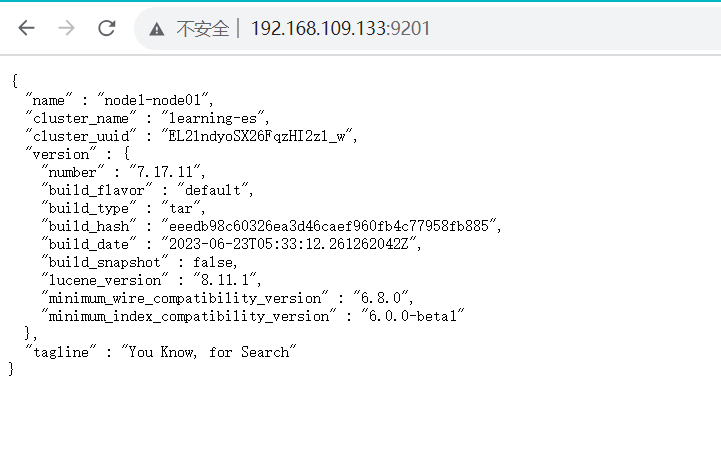 不安全 | 192.168.109.133:9201
{
"name" : "node1-node01",
"cluster_name" : "learning-es",
"cluster_uuid" : "EL2lndyoSX26FqzHI2z1_w",
"version" : {
"number" : "7.17.11",
"build_flavor" : "default",
"build_type" : "tar",
"build_hash" : "eeedb98c60326ea3d46caef960fb4c77958fb885",
"build_date" : "2023-06-23T05:33:12.261262042Z",
"build_snapshot" : false,
"lucene_version" : "8.11.1",
"minimum_wire_compatibility_version" : "6.8.0",
"minimum_index_compatibility_version" : "6.0.0-beta1"
},
"tagline" : "You Know, for Search"
}